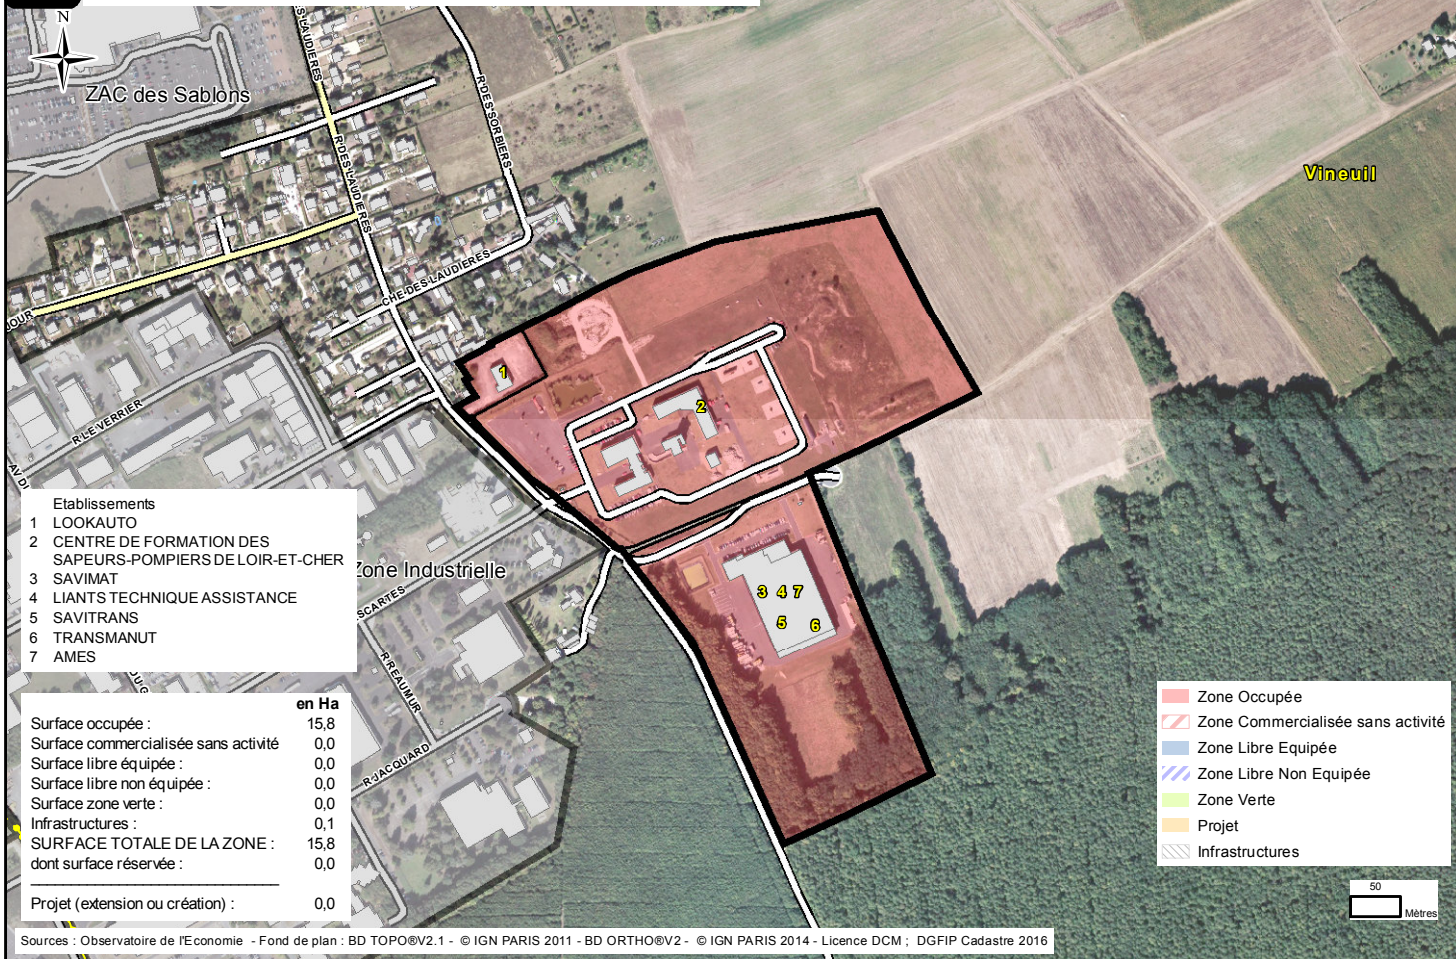 N
ZAC des Sablons
S LAUDIERES
R DES LAUDIERES
R DES SORBIERS
CHE DES LAUDIERES
Vineuil
JOUR
R LE VERRIER
AV DU
1
2
3 4 7
5
6
Etablissements
1 LOOKAUTO
2 CENTRE DE FORMATION DES
SAPEURS-POMPIERS DE LOIR-ET-CHER
3 SAVIMAT
4 LIANTS TECHNIQUE ASSISTANCE
5 SAVITRANS
6 TRANSMANUT
7 AMES
Zone Industrielle
SCARTES
R REAUMUR
R JACQUARD
en Ha
Surface occupée : 15,8
Surface commercialisée sans activité 0,0
Surface libre équipée : 0,0
Surface libre non équipée : 0,0
Surface zone verte : 0,0
Infrastructures : 0,1
SURFACE TOTALE DE LA ZONE : 15,8
dont surface réservée : 0,0
Projet (extension ou création) : 0,0
Zone Occupée
Zone Commercialisée sans activité
Zone Libre Equipée
Zone Libre Non Equipée
Zone Verte
Projet
Infrastructures
50
Mètres
Sources : Observatoire de l'Economie - Fond de plan : BD TOPO®V2.1 - © IGN PARIS 2011 - BD ORTHO®V2 - © IGN PARIS 2014 - Licence DCM ; DGFIP Cadastre 2016